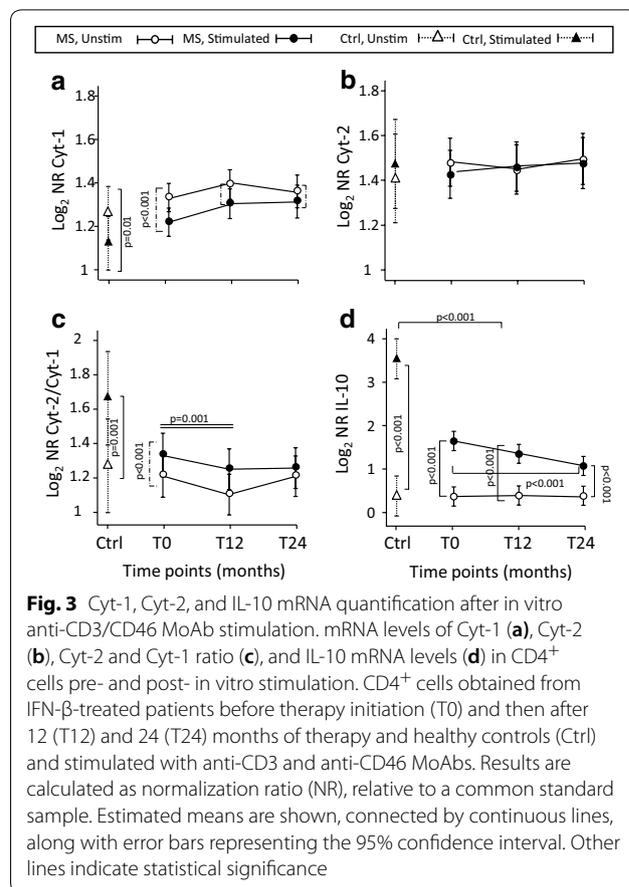 MS, Unstim MS, Stimulated Ctrl, Unstim Ctrl, Stimulated
a
Log2 NR Cyt-1
1.8
1.6
1.4
1.2
1
p=0.01
p<0.001
b
Log2 NR Cyt-2
1.8
1.6
1.4
1.2
1
c
Log2 NR Cyt-2/Cyt-1
2
1.8
1.6
1.4
1.2
1
p=0.001
p<0.001
p=0.001
Ctrl T0 T12 T24
Time points (months)
d
Log2 NR IL-10
4
3
2
1
0
p<0.001
p<0.001
p<0.001
p<0.001
p<0.001
p<0.001
Ctrl T0 T12 T24
Time points (months)
Fig. 3 Cyt-1, Cyt-2, and IL-10 mRNA quantification after in vitro
anti-CD3/CD46 MoAb stimulation. mRNA levels of Cyt-1 (a), Cyt-2
(b), Cyt-2 and Cyt-1 ratio (c), and IL-10 mRNA levels (d) in CD4+
cells pre- and post- in vitro stimulation. CD4+ cells obtained from
IFN-β-treated patients before therapy initiation (T0) and then after
12 (T12) and 24 (T24) months of therapy and healthy controls (Ctrl)
and stimulated with anti-CD3 and anti-CD46 MoAbs. Results are
calculated as normalization ratio (NR), relative to a common standard
sample. Estimated means are shown, connected by continuous lines,
along with error bars representing the 95% confidence interval. Other
lines indicate statistical significance